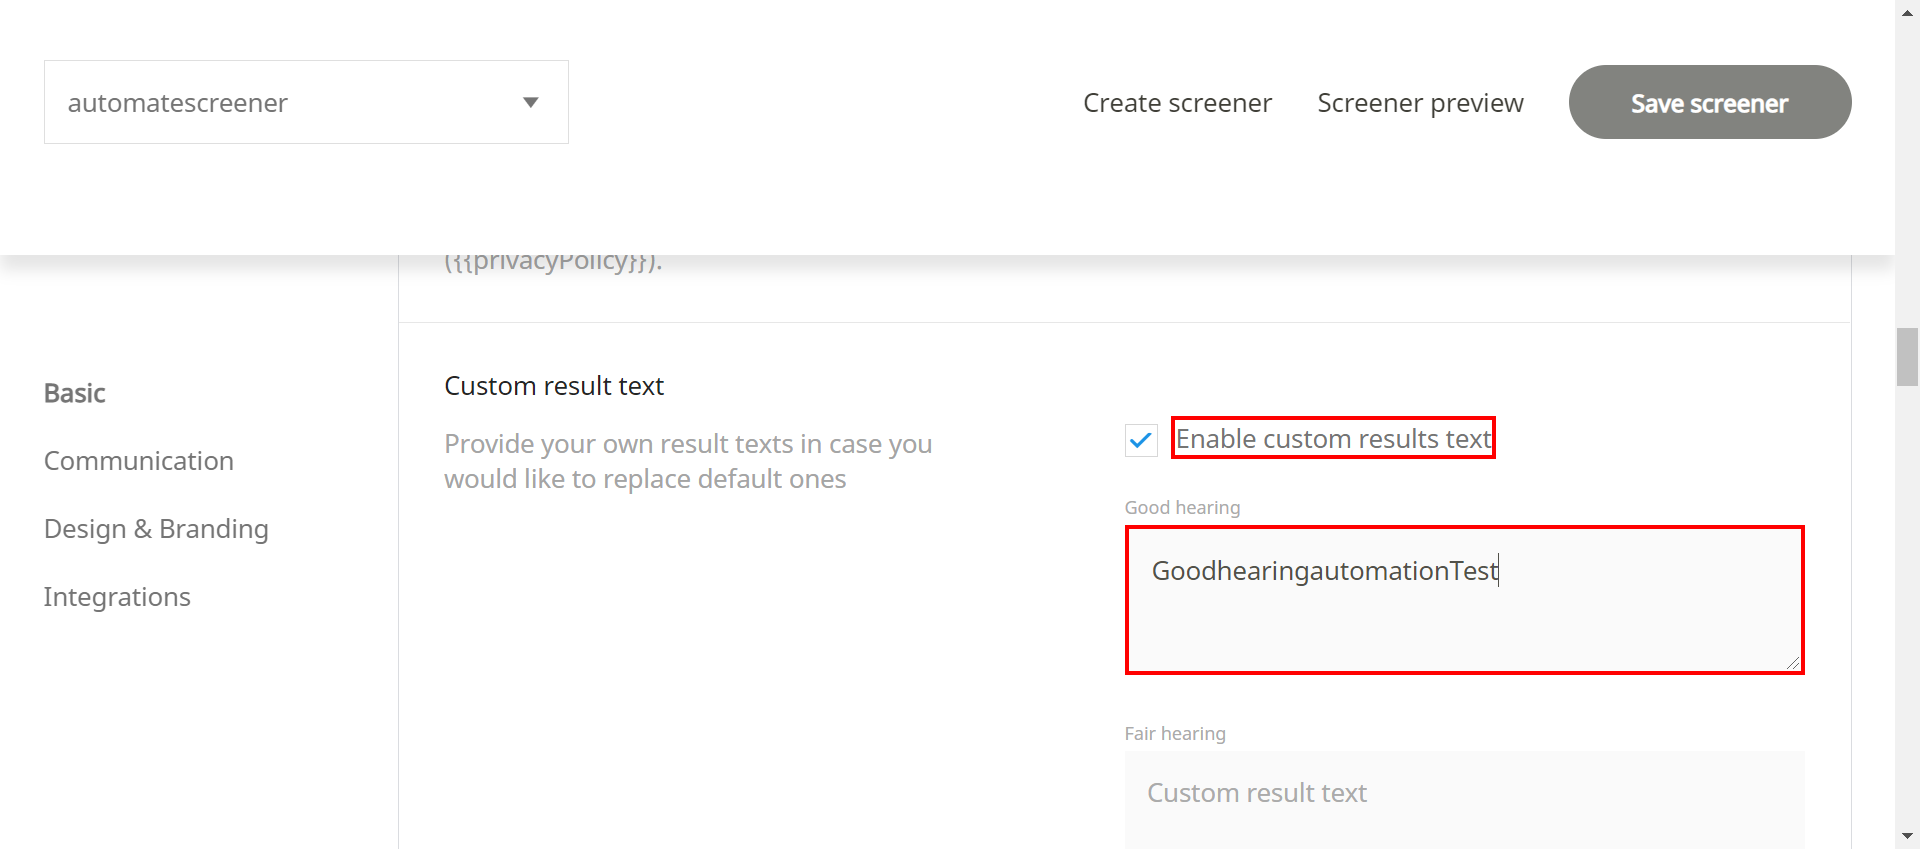 automatescreener
Create screener
Screener preview
Save screener
({{privacyPolicy}}).
Basic
Communication
Design & Branding
Integrations
Custom result text
Provide your own result texts in case you
would like to replace default ones
Enable custom results text
Good hearing
GoodhearingautomationTest
Fair hearing
Custom result text